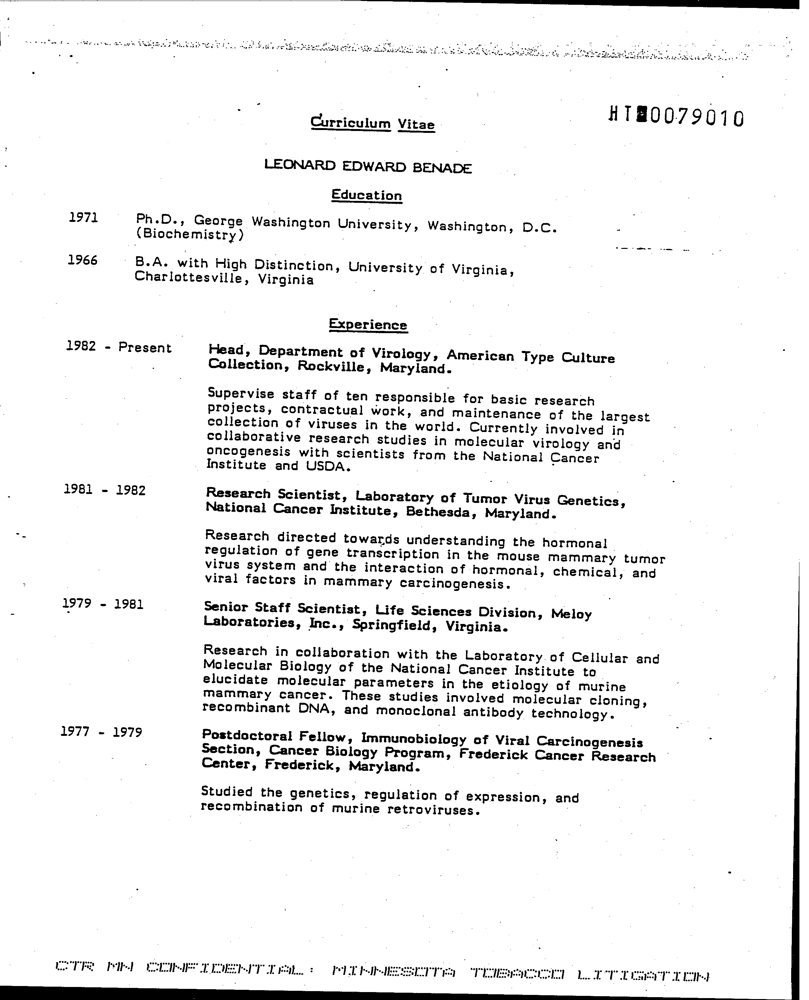 HT 0079010
Curriculum Vitae
LEONARD EDWARD BENADE
Education
1971 Ph.D., George Washington University, Washington, D.C.
(Biochemistry)
1966 B.A. with High Distinction, University of Virginia,
Charlottesville, Virginia
Experience
1982 - Present Head, Department of Virology, American Type Culture
Collection, Rockville, Maryland.
Supervise staff of ten responsible for basic research
projects, contractual work, and maintenance of the largest
collection of viruses in the world. Currently involved in
collaborative research studies in molecular virology and
oncogenesis with scientists from the National Cancer
Institute and USDA.
1981 - 1982 Research Scientist, Laboratory of Tumor Virus Genetics,
National Cancer Institute, Bethesda, Maryland.
Research directed towards understanding the hormonal
regulation of gene transcription in the mouse mammary tumor
virus system and the interaction of hormonal, chemical, and
viral factors in mammary carcinogenesis.
1979 - 1981 Senior Staff Scientist, Life Sciences Division, Meloy
Laboratories, Inc., Springfield, Virginia.
Research in collaboration with the Laboratory of Cellular and
Molecular Biology of the National Cancer Institute to
elucidate molecular parameters in the etiology of murine
mammary cancer. These studies involved molecular cloning,
recombinant DNA, and monoclonal antibody technology.
1977 - 1979 Postdoctoral Fellow, Immunobiology of Viral Carcinogenesis
Section, Cancer Biology Program, Frederick Cancer Research
Center, Frederick, Maryland.
Studied the genetics, regulation of expression, and
recombination of murine retroviruses.
CTR MN CONFIDENTIAL: MINNESOTA TOBACCO LITIGATION